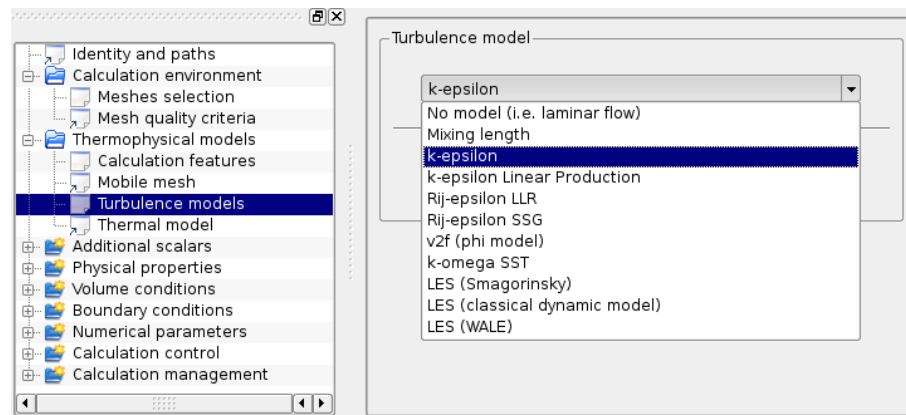 Identity and paths
Calculation environment
Meshes selection
Mesh quality criteria
Thermophysical models
Calculation features
Mobile mesh
Turbulence models
Thermal model
Additional scalars
Physical properties
Volume conditions
Boundary conditions
Numerical parameters
Calculation control
Calculation management
Turbulence model
k-epsilon
No model (i.e. laminar flow)
Mixing length
k-epsilon
k-epsilon Linear Production
Rij-epsilon LLR
Rij-epsilon SSG
v2f (phi model)
k-omega SST
LES (Smagorinsky)
LES (classical dynamic model)
LES (WALE)